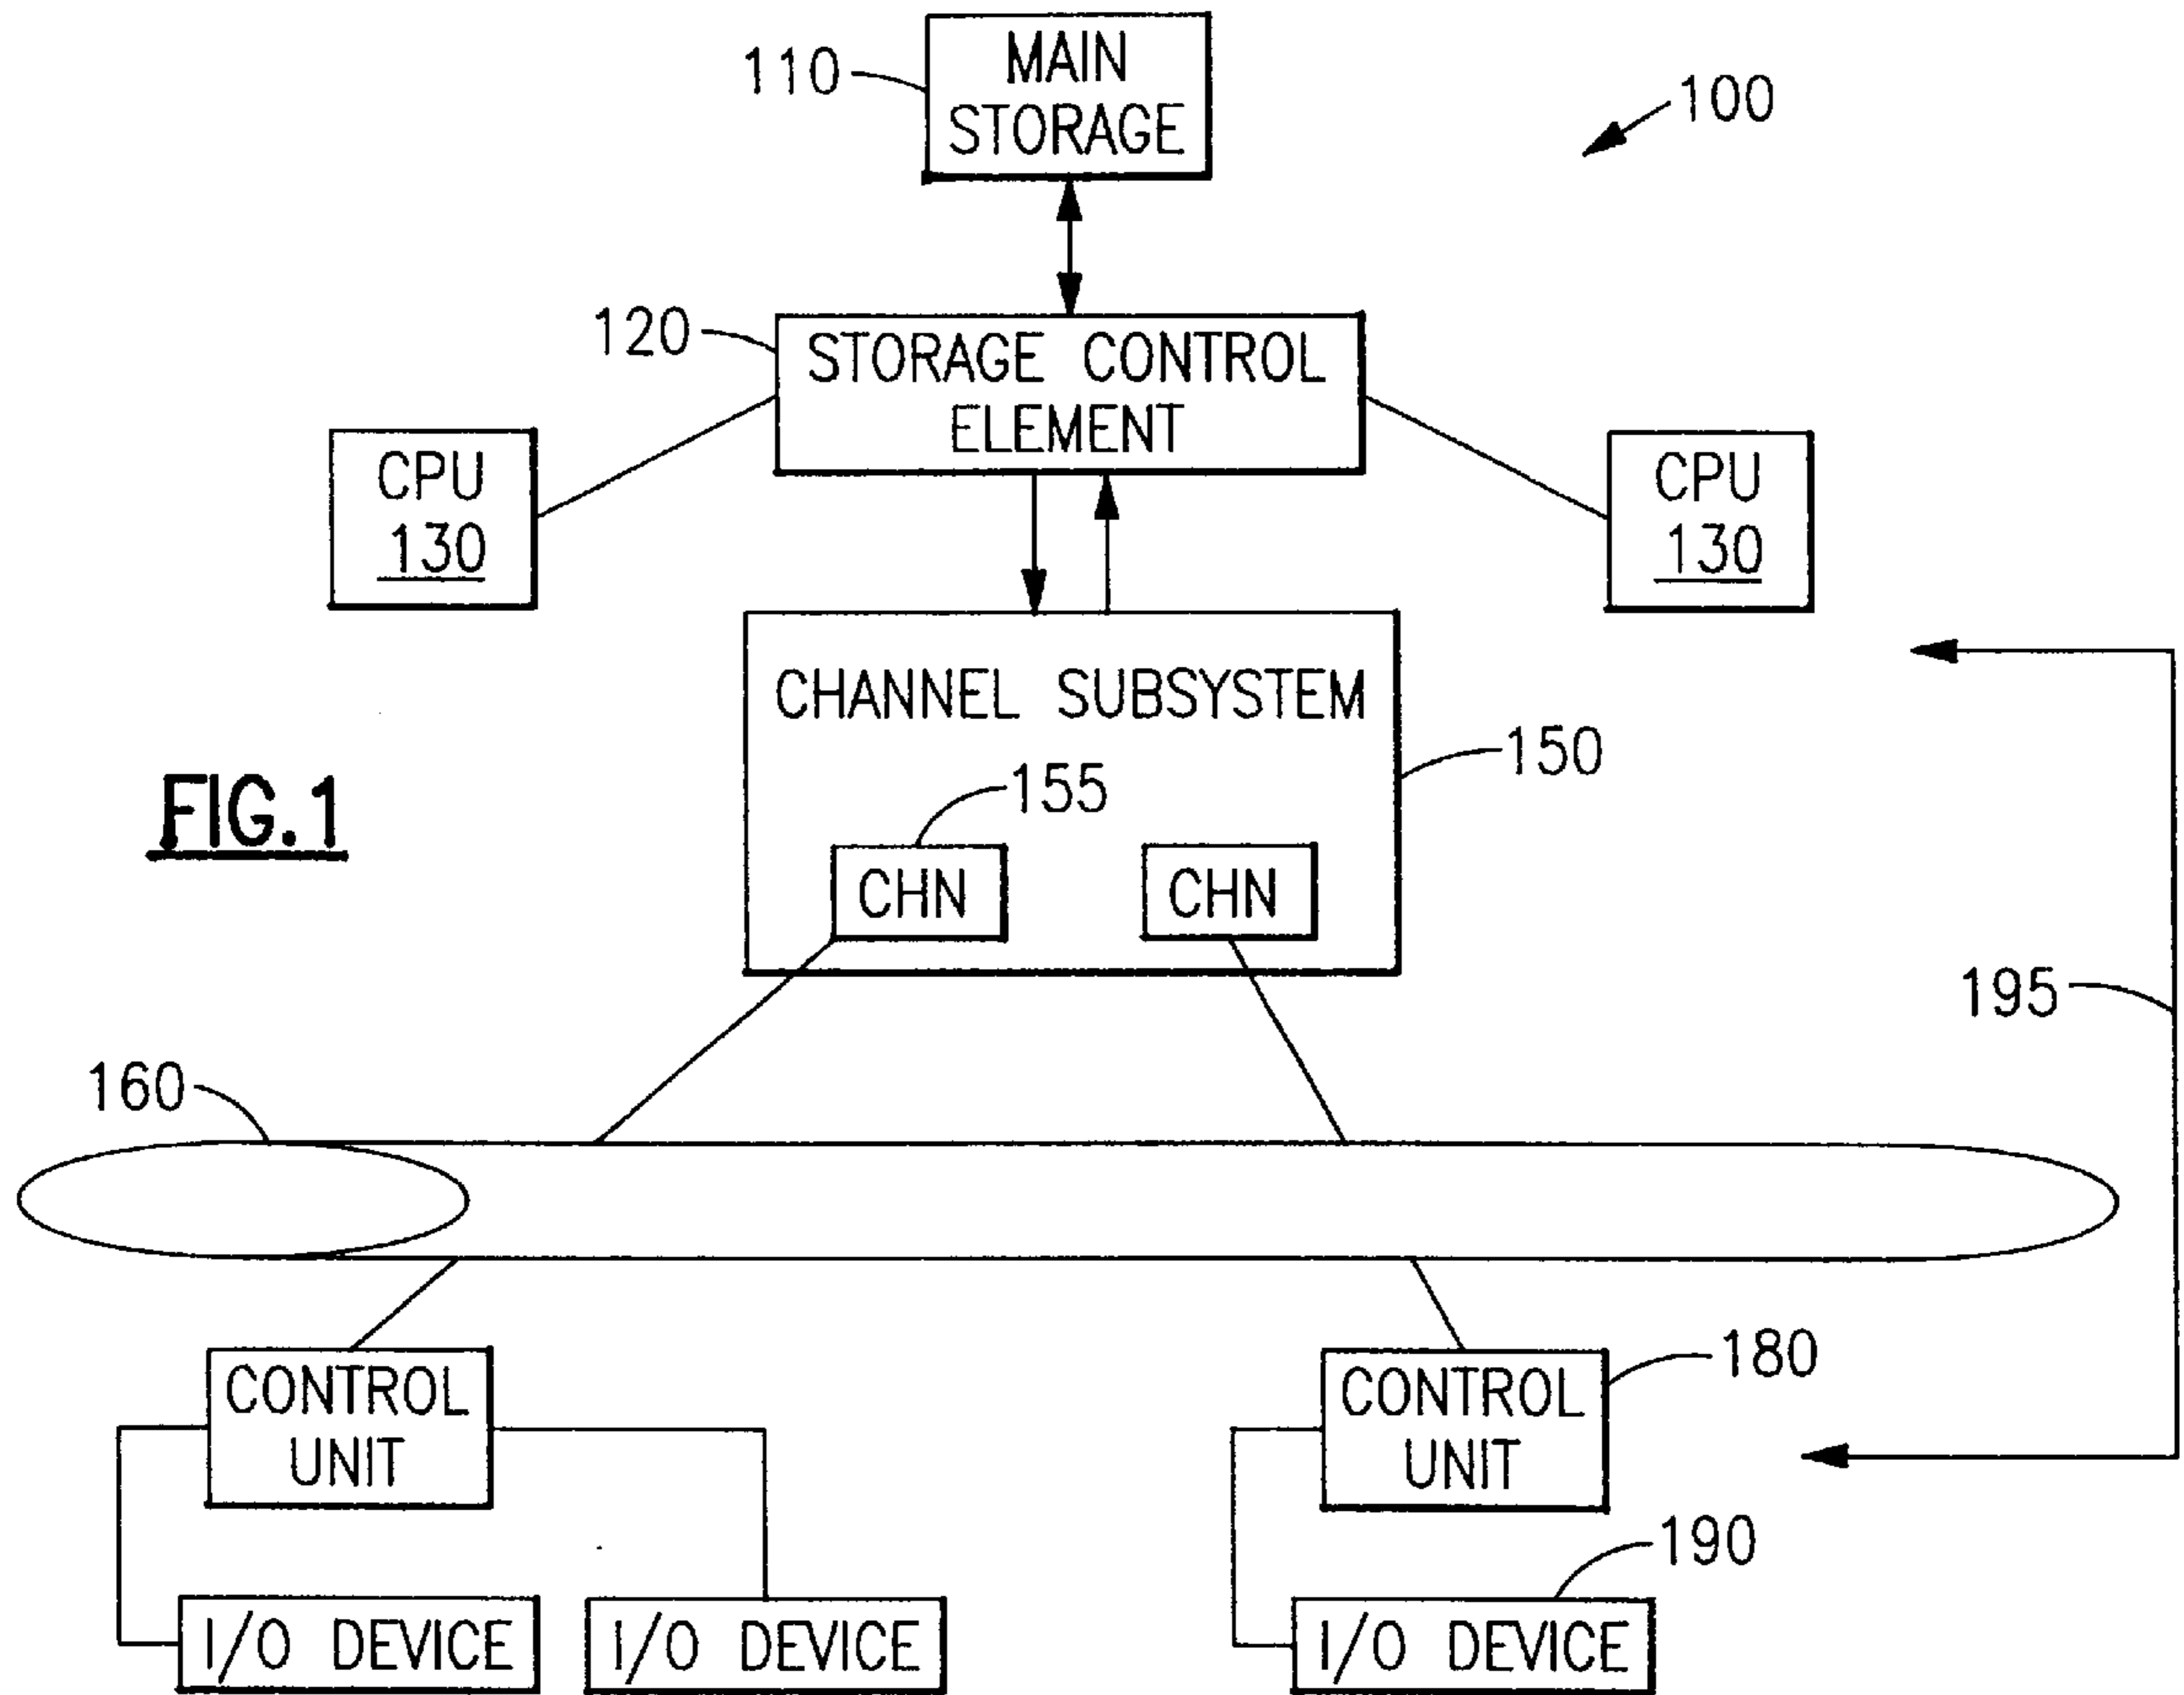 110
MAIN
STORAGE
100
120
STORAGE CONTROL
ELEMENT
CPU
130
CPU
130
CHANNEL SUBSYSTEM
150
155
FIG.1
CHN
CHN
195
160
CONTROL
UNIT
CONTROL
UNIT
180
190
I/O DEVICE
I/O DEVICE
I/O DEVICE